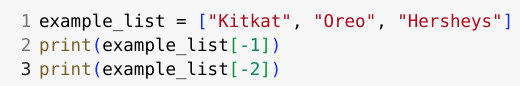 1 example_list = ["Kitkat", "Oreo", "Hersheys"]
2 print(example_list[-1])
3 print(example_list[-2])